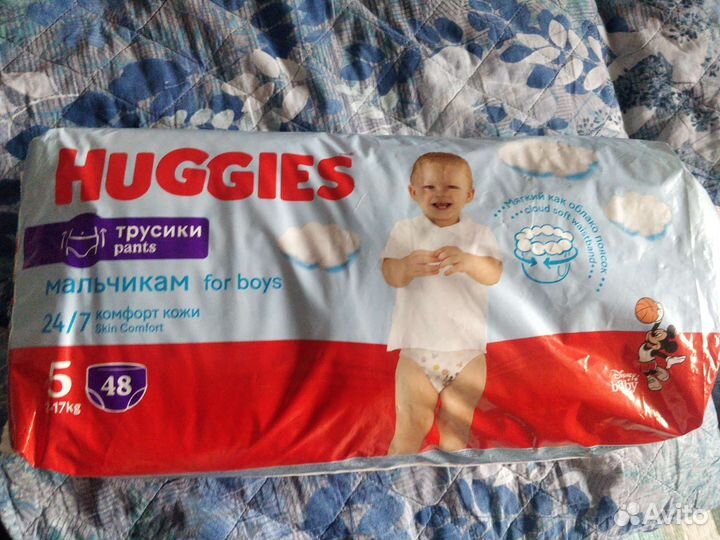 HUGGIES
трусики
pants
мальчикам for boys
24/7 комфорт кожи
Skin Comfort
5 48
17kg
Мягкий как облако поясок
cloud soft waistband
Disney
baby
Avito